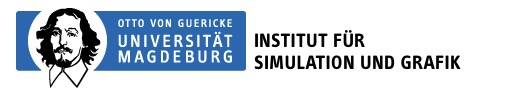 OTTO VON GUERICKE
UNIVERSITÄT
MAGDEBURG
INSTITUT FÜR
SIMULATION UND GRAFIK